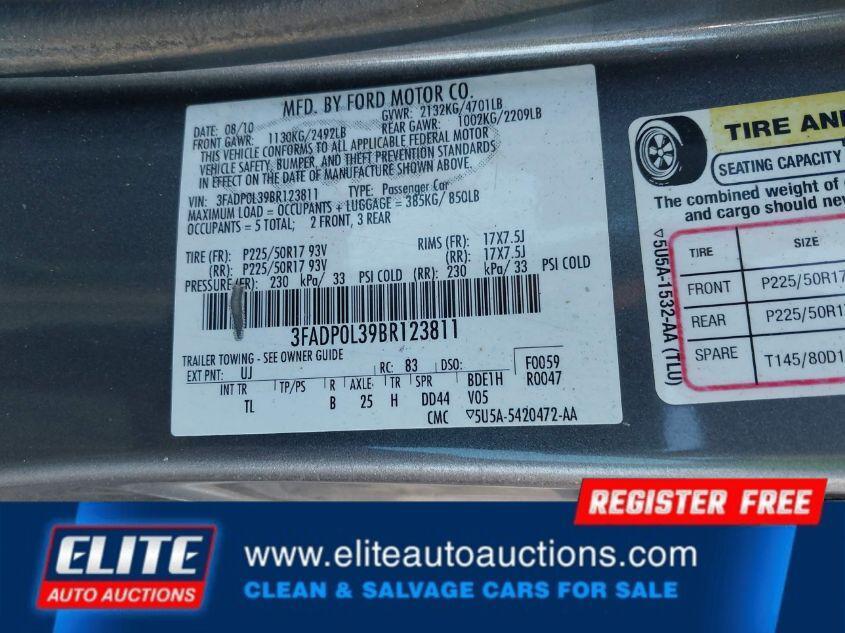 MFD. BY FORD MOTOR CO.
DATE: 08/10 GVWR: 2132KG/4701LB
FRONT GAWR: 1130KG/2492LB REAR GAWR: 1002KG/2209LB
THIS VEHICLE CONFORMS TO ALL APPLICABLE FEDERAL MOTOR
VEHICLE SAFETY, BUMPER, AND THEFT PREVENTION STANDARDS
IN EFFECT ON THE DATE OF MANUFACTURE SHOWN ABOVE.
VIN: 3FADP0L39BR123811 TYPE: Passenger Car
MAXIMUM LOAD = OCCUPANTS + LUGGAGE = 385KG/ 850LB
OCCUPANTS = 5 TOTAL; 2 FRONT, 3 REAR
TIRE (FR): P225/50R17 93V RIMS (FR): 17X7.5J
(RR): P225/50R17 93V (RR): 17X7.5J
PRESSURE (FR): 230 kPa/ 33 PSI COLD (RR): 230 kPa/ 33 PSI COLD
3FADP0L39BR123811
TRAILER TOWING - SEE OWNER GUIDE
EXT PNT: UJ RC: 83 DSO: F0059
R0047
INT TR TP/PS R AXLE TR SPR BDE1H
TL B 25 H DD44 V05
CMC ▽5U5A-5420472-AA
TIRE AN
SEATING CAPACITY
The combined weight of
and cargo should nev
TIRE SIZE
FRONT P225/50R17
REAR P225/50R1
SPARE T145/80D1
▽5U5A-1532-AA (TLU)
REGISTER FREE
ELITE
AUTO AUCTIONS
www.eliteautoauctions.com
CLEAN & SALVAGE CARS FOR SALE